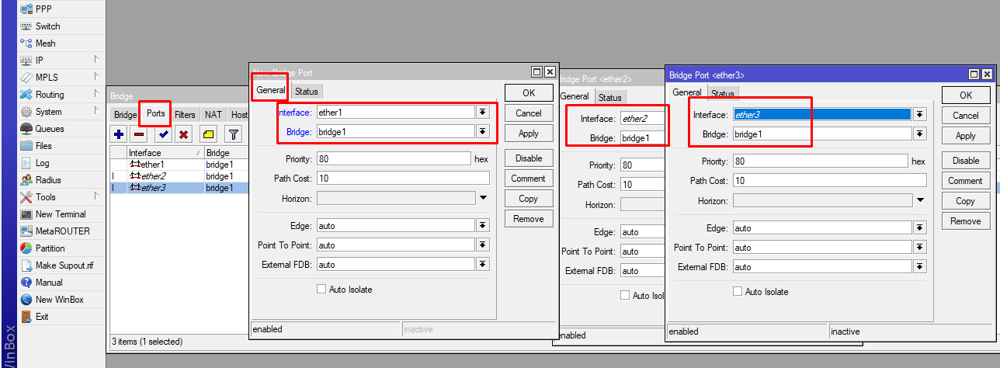 PPP
Switch
Mesh
IP
MPLS
Routing
System
Queues
Files
Log
Radius
Tools
New Terminal
MetaROUTER
Partition
Make Supout.rif
Manual
New WinBox
Exit
WinBox
Bridge
Bridge Ports Filters NAT Host
Interface Bridge
ether1 bridge1
I ether2 bridge1
I ether3 bridge1
3 items (1 selected)
New Bridge Port
General Status
Interface: ether1
Bridge: bridge1
Priority: 80 hex
Path Cost: 10
Horizon:
Edge: auto
Point To Point: auto
External FDB: auto
Auto Isolate
enabled inactive
OK
Cancel
Apply
Disable
Comment
Copy
Remove
Bridge Port <ether2>
General Status
Interface: ether2
Bridge: bridge1
Priority: 80
Path Cost: 10
Horizon:
Edge: auto
Point To Point: auto
External FDB: auto
Auto Isol
enabled
Bridge Port <ether3>
General Status
Interface: ether3
Bridge: bridge1
Priority: 80 hex
Path Cost: 10
Horizon:
Edge: auto
Point To Point: auto
External FDB: auto
Auto Isolate
enabled inactive
OK
Cancel
Apply
Disable
Comment
Copy
Remove